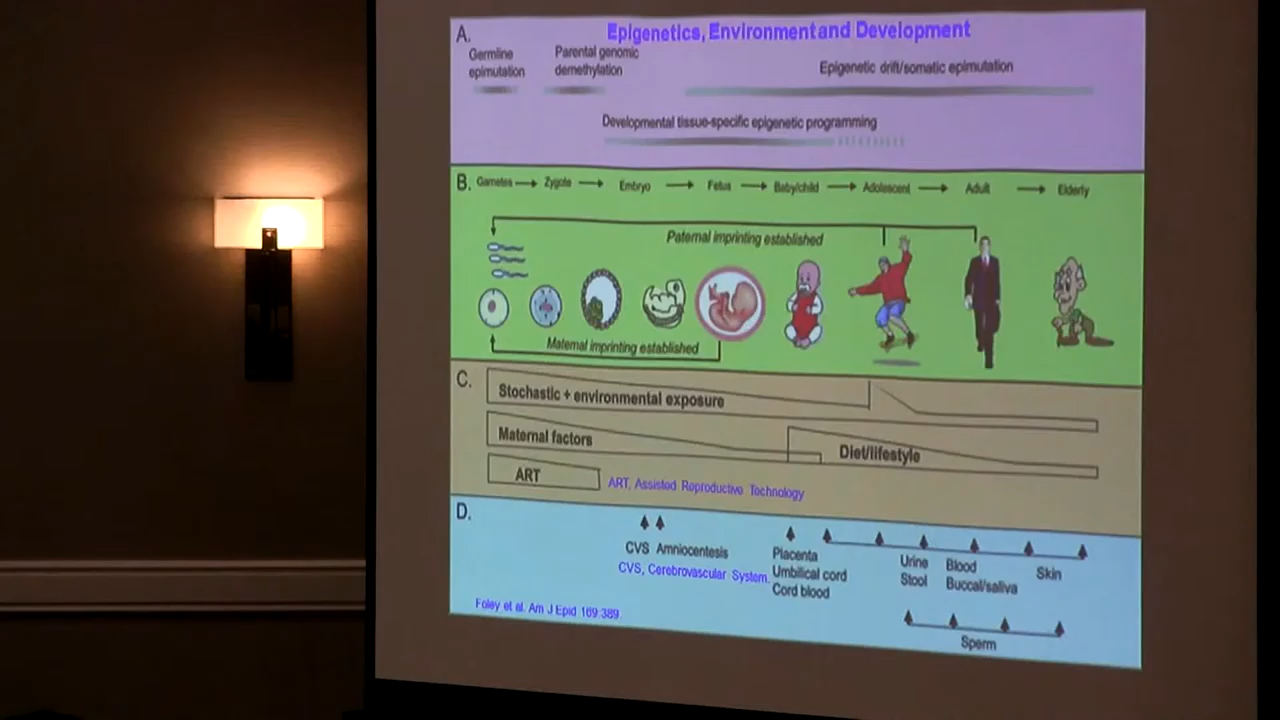 A.
Epigenetics, Environment and Development
Germline
epimutation
Parental genomic
demethylation
Epigenetic drift/somatic epimutation
Developmental tissue-specific epigenetic programming
B.
Gametes
Zygote
Embryo
Fetus
Baby/child
Adolescent
Adult
Elderly
Paternal imprinting established
Maternal imprinting established
C.
Stochastic + environmental exposure
Maternal factors
Diet/lifestyle
ART
ART, Assisted Reproductive Technology
D.
CVS Amniocentesis
CVS, Cerebrovascular System.
Placenta
Umbilical cord
Cord blood
Urine
Stool
Blood
Buccal/saliva
Skin
Sperm
Foley et al. Am J Epid 169:389